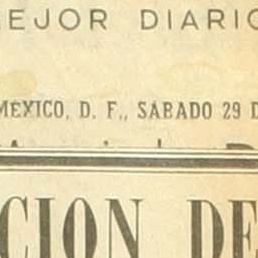 EJOR DIARIO
MEXICO, D. F., SABADO 29 D
CION DE